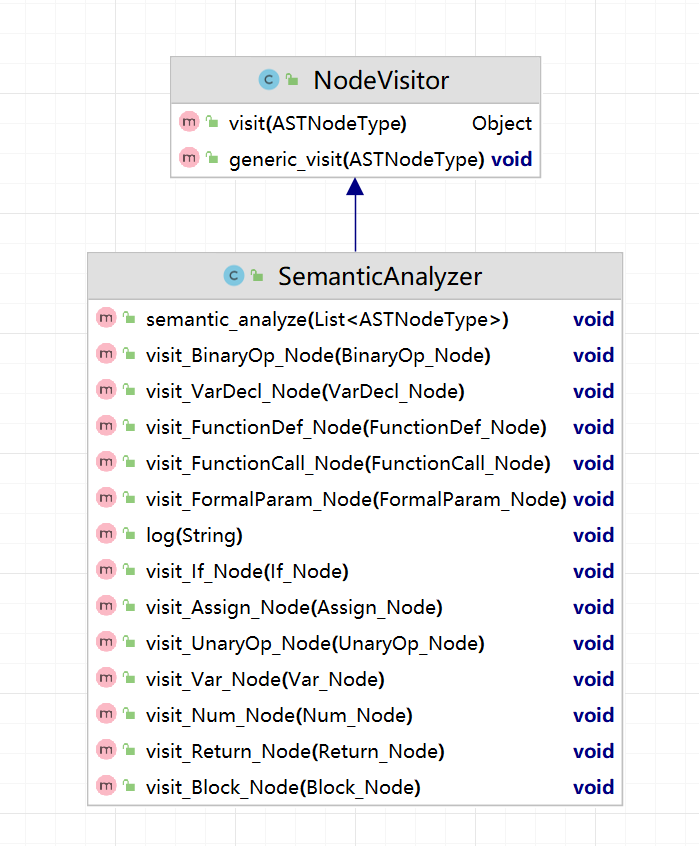 C NodeVisitor
m visit(ASTNodeType) Object
m generic_visit(ASTNodeType) void
C SemanticAnalyzer
m semantic_analyze(List<ASTNodeType>) void
m visit_BinaryOp_Node(BinaryOp_Node) void
m visit_VarDecl_Node(VarDecl_Node) void
m visit_FunctionDef_Node(FunctionDef_Node) void
m visit_FunctionCall_Node(FunctionCall_Node) void
m visit_FormalParam_Node(FormalParam_Node) void
m log(String) void
m visit_If_Node(If_Node) void
m visit_Assign_Node(Assign_Node) void
m visit_UnaryOp_Node(UnaryOp_Node) void
m visit_Var_Node(Var_Node) void
m visit_Num_Node(Num_Node) void
m visit_Return_Node(Return_Node) void
m visit_Block_Node(Block_Node) void